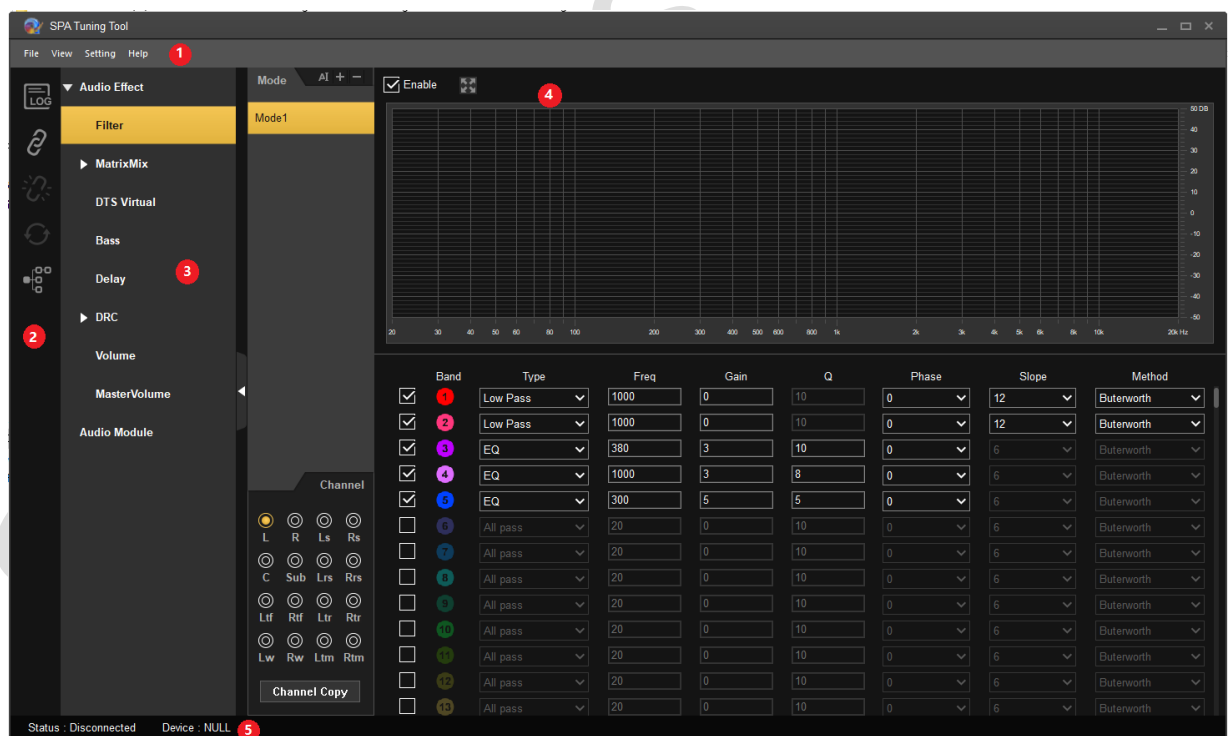 SPA Tuning Tool
File View Setting Help 1
LOG
Audio Effect
Filter
MatrixMix
DTS Virtual
Bass
Delay 3
DRC
2
Volume
MasterVolume
Audio Module
Mode AI + −
Mode1
Channel
L R Ls Rs
C Sub Lrs Rrs
Ltf Rtf Ltr Rtr
Lw Rw Ltm Rtm
Channel Copy
Enable
4
50 DB
40
30
20
10
0
-10
-20
-30
-40
-50
20 30 40 50 60 80 100 200 300 400 500 600 800 1k 2k 3k 4k 5k 6k 8k 10k 20k Hz
Band Type Freq Gain Q Phase Slope Method
1 Low Pass 1000 0 10 0 12 Buterworth
2 Low Pass 1000 0 10 0 12 Buterworth
3 EQ 380 3 10 0 6 Buterworth
4 EQ 1000 3 8 0 6 Buterworth
5 EQ 300 5 5 0 6 Buterworth
6 All pass 20 0 10 0 6 Buterworth
7 All pass 20 0 10 0 6 Buterworth
8 All pass 20 0 10 0 6 Buterworth
9 All pass 20 0 10 0 6 Buterworth
10 All pass 20 0 10 0 6 Buterworth
11 All pass 20 0 10 0 6 Buterworth
12 All pass 20 0 10 0 6 Buterworth
13 All pass 20 0 10 0 6 Buterworth
Status : Disconnected Device : NULL 5